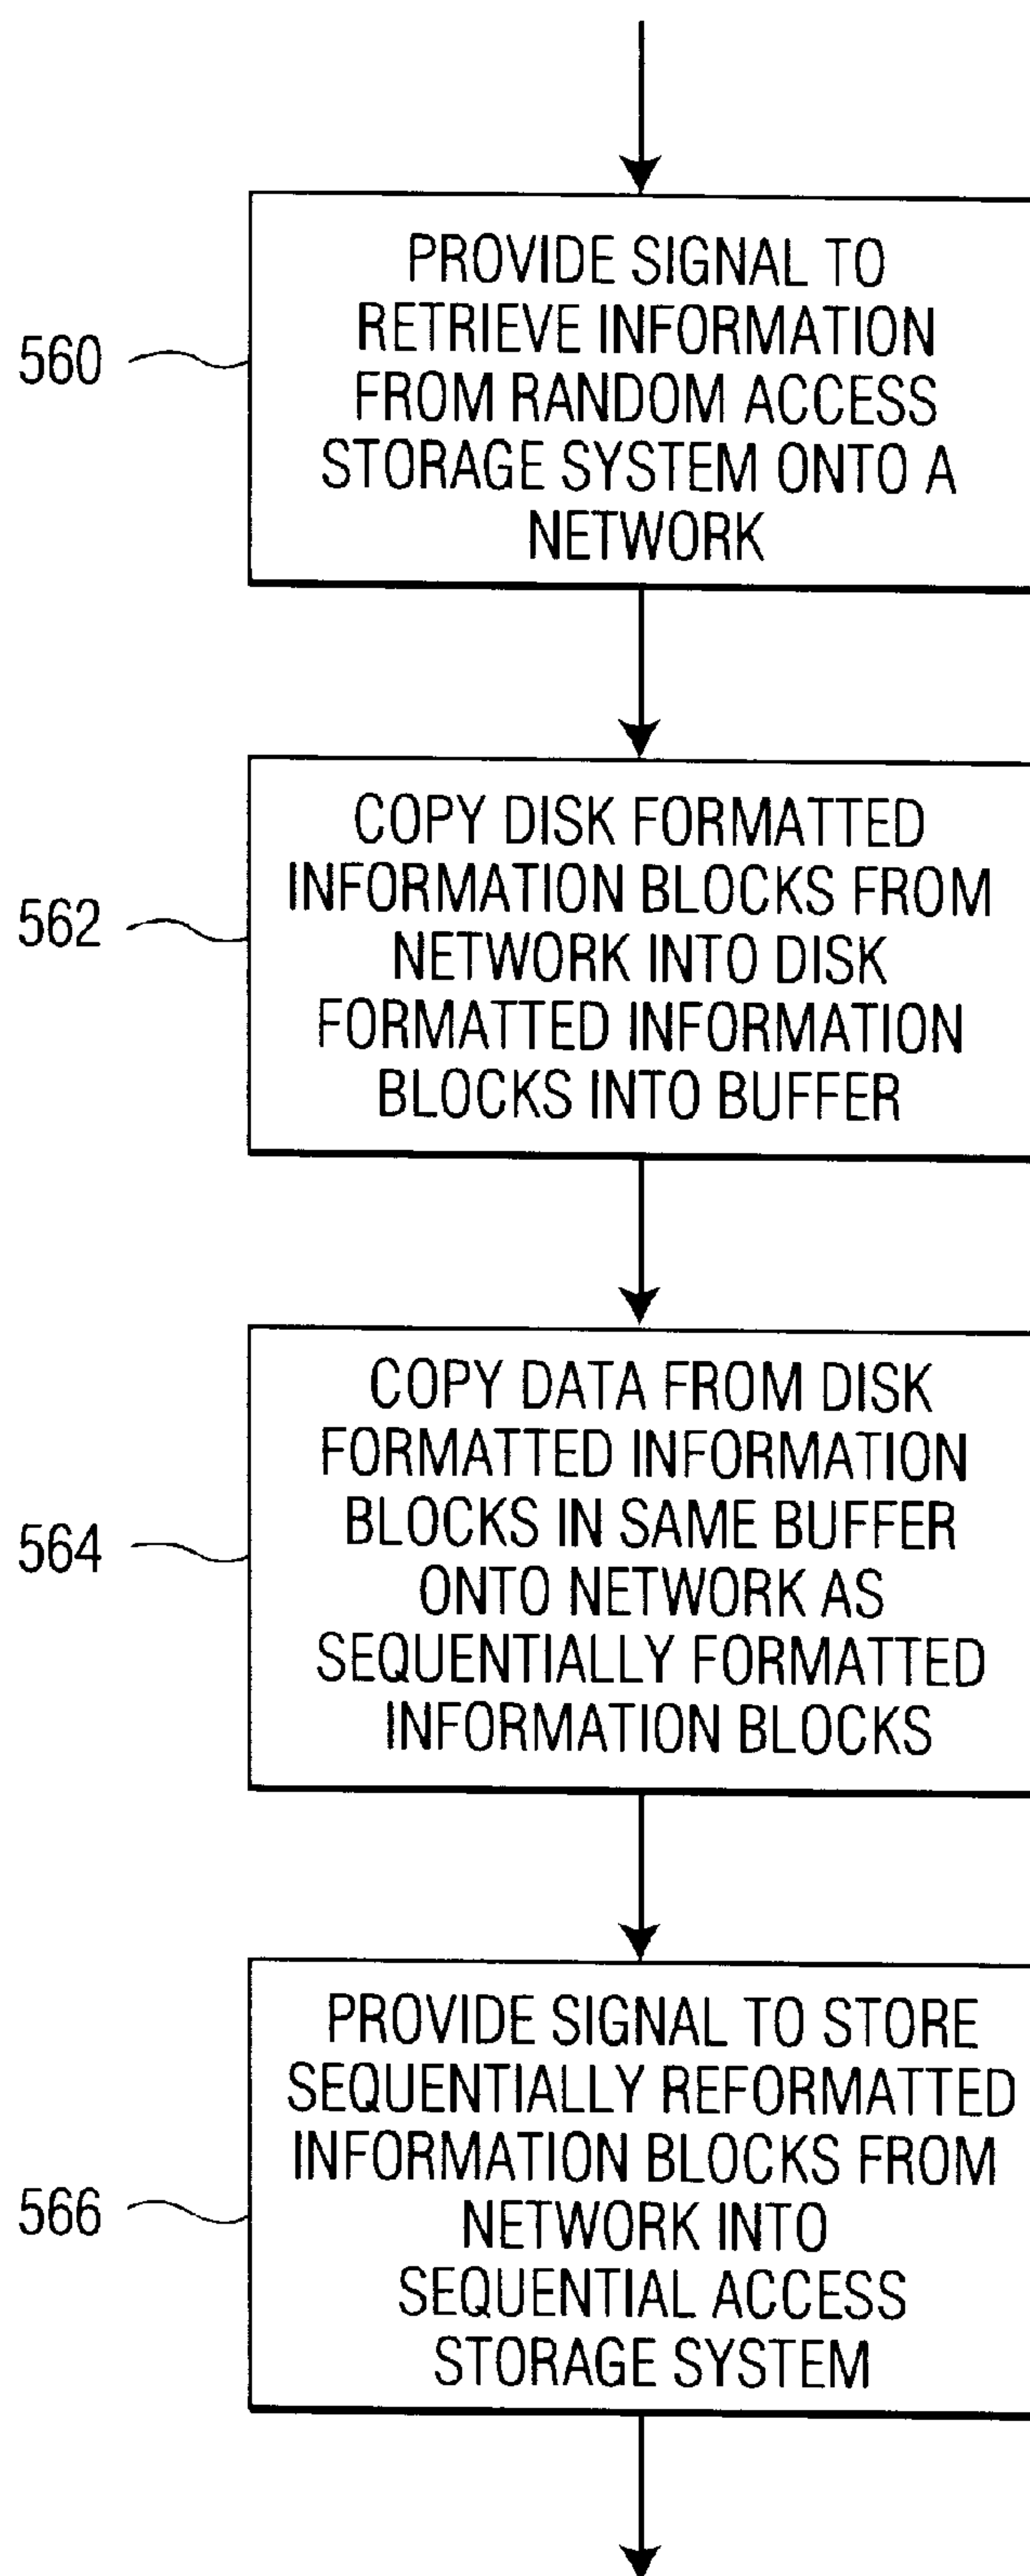 560
PROVIDE SIGNAL TO
RETRIEVE INFORMATION
FROM RANDOM ACCESS
STORAGE SYSTEM ONTO A
NETWORK
562
COPY DISK FORMATTED
INFORMATION BLOCKS FROM
NETWORK INTO DISK
FORMATTED INFORMATION
BLOCKS INTO BUFFER
564
COPY DATA FROM DISK
FORMATTED INFORMATION
BLOCKS IN SAME BUFFER
ONTO NETWORK AS
SEQUENTIALLY FORMATTED
INFORMATION BLOCKS
566
PROVIDE SIGNAL TO STORE
SEQUENTIALLY REFORMATTED
INFORMATION BLOCKS FROM
NETWORK INTO
SEQUENTIAL ACCESS
STORAGE SYSTEM